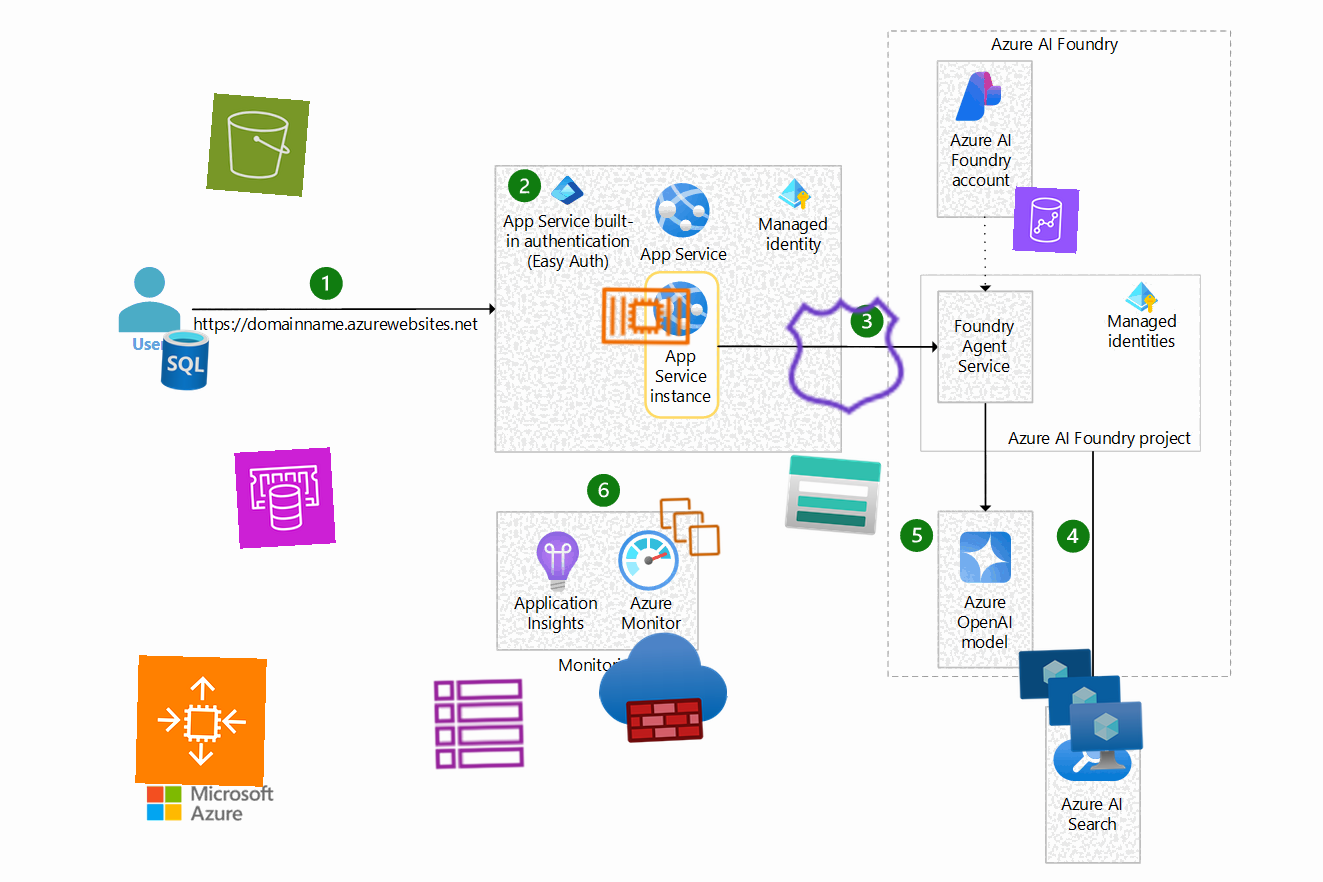 Azure AI Foundry
Azure AI
Foundry
account
2
App Service built-
in authentication
(Easy Auth)
App Service
Managed
identity
1
https://domainname.azurewebsites.net
User
SQL
App
Service
instance
3
Foundry
Agent
Service
Managed
identities
Azure AI Foundry project
6
Application
Insights
Azure
Monitor
5
4
Azure
OpenAI
model
Microsoft
Azure
Azure AI
Search